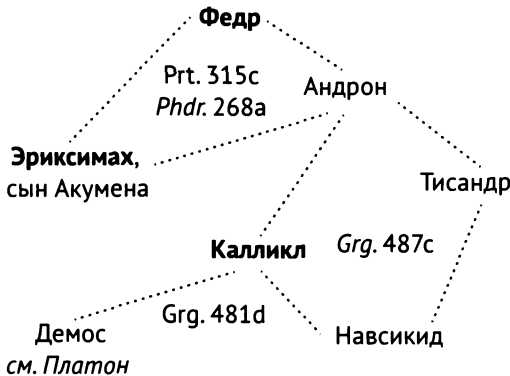 Федр
Prt. 315c
Phdr. 268a
Андрон
Эриксимах,
сын Акумена
Тисандр
Калликл
Grg. 487c
Grg. 481d
Демос
см. Платон
Навсикид